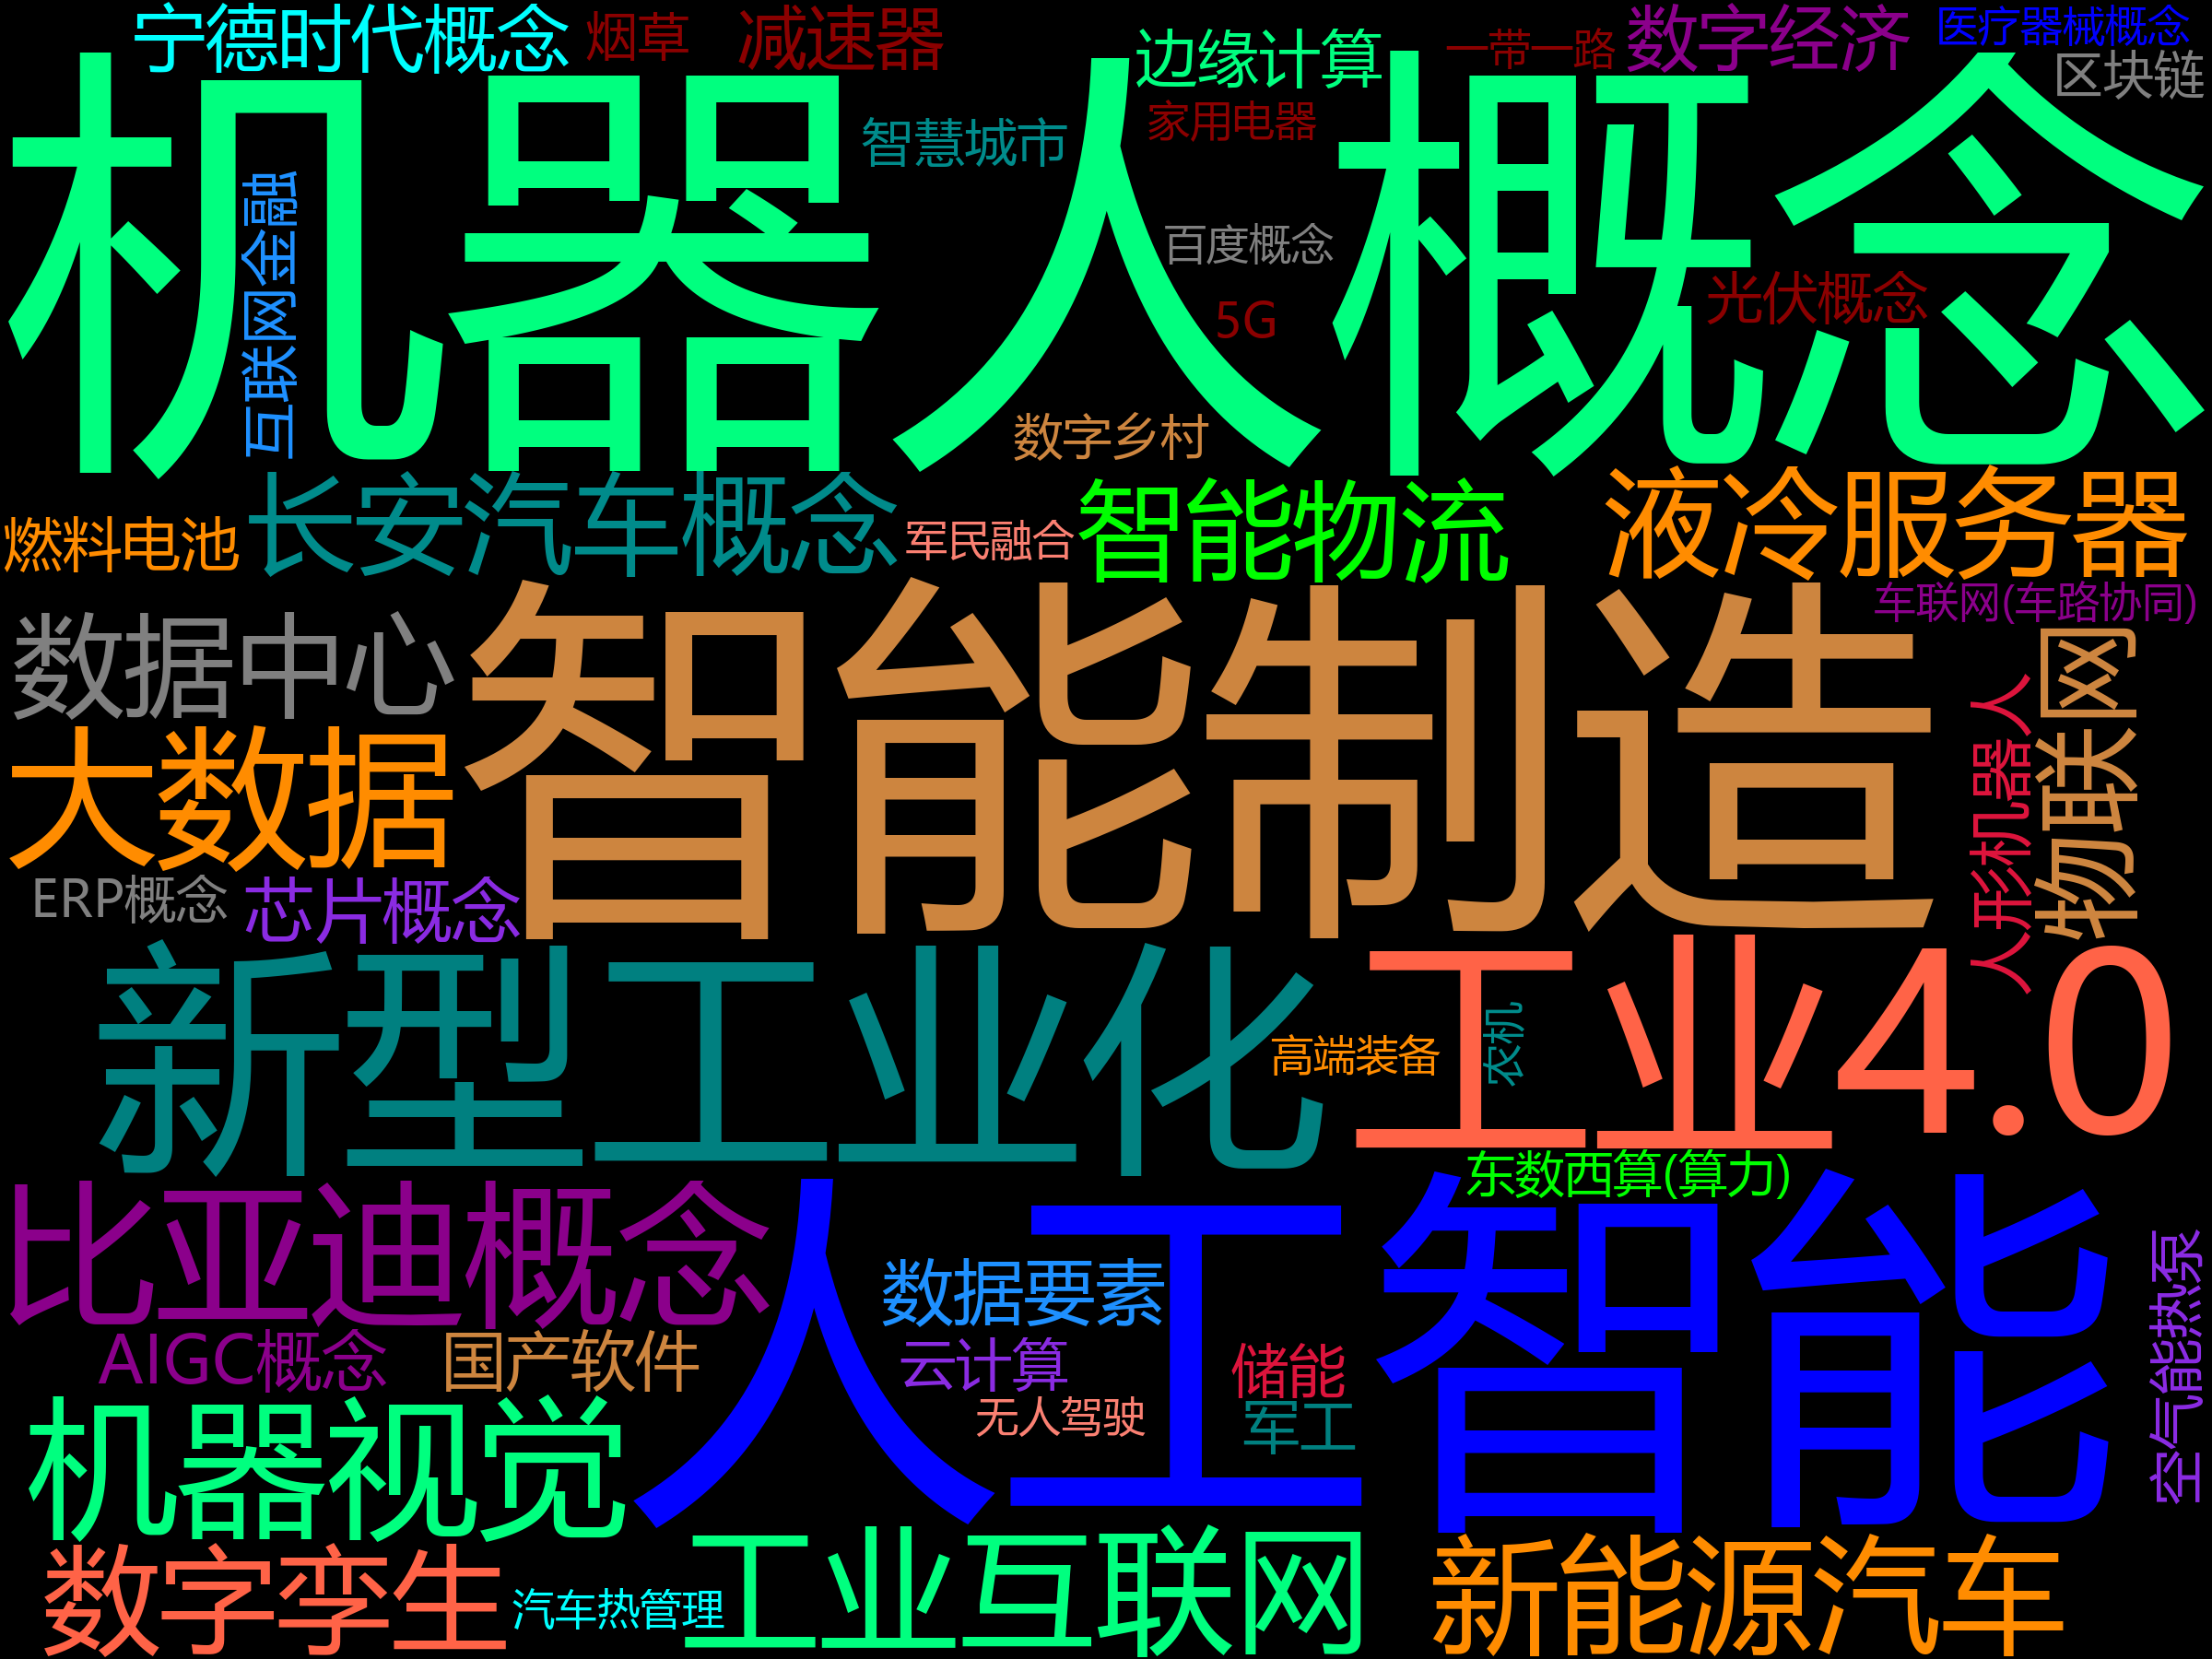 宁德时代概念
烟草
减速器
边缘计算
一带一路
数字经济
医疗器械概念
区块链
机器人概念
智慧城市
家用电器
互联网金融
百度概念
5G
光伏概念
数字乡村
燃料电池
长安汽车概念
军民融合
智能物流
液冷服务器
车联网(车路协同)
数据中心
智能制造
人形机器人
物联网
大数据
ERP概念
芯片概念
新型工业化
工业4.0
高端装备
农机
东数西算(算力)
比亚迪概念
人工智能
数据要素
空气能热泵
AIGC概念
国产软件
云计算
储能
无人驾驶
军工
机器视觉
数字孪生
汽车热管理
工业互联网
新能源汽车